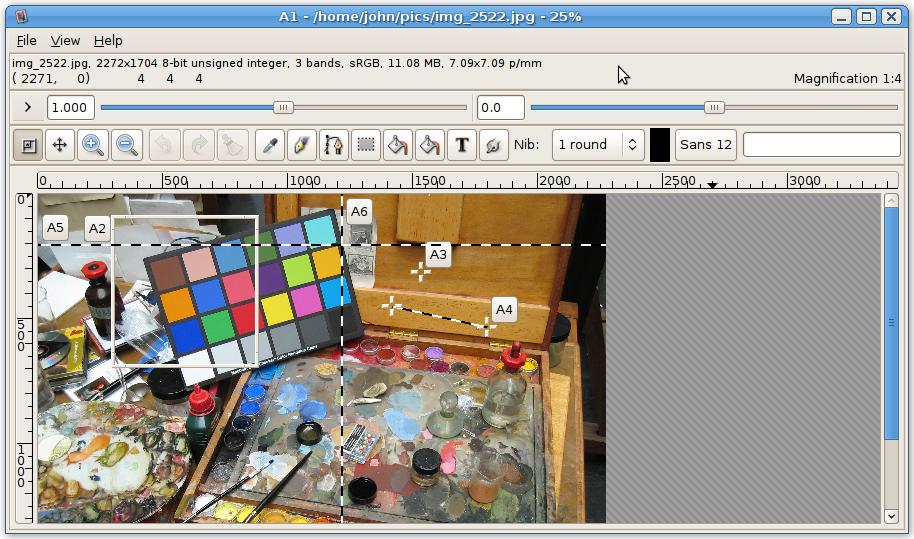 A1 - /home/john/pics/img_2522.jpg - 25%
File View Help
img_2522.jpg, 2272x1704 8-bit unsigned integer, 3 bands, sRGB, 11.08 MB, 7.09x7.09 p/mm
( 2271, 0) 4 4 4 Magnification 1:4
1.000 0.0
T Nib: 1 round Sans 12
0 500 1000 1500 2000 2500 3000
0
A5 A2 A6
A3
A4
500
1000